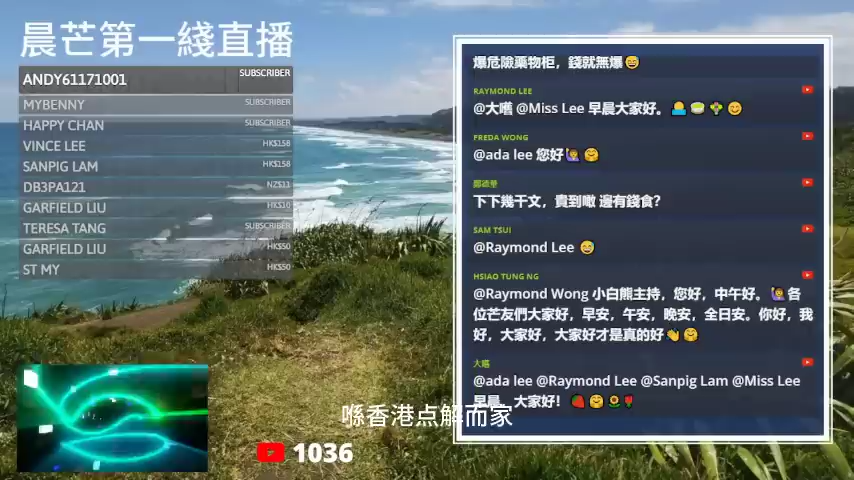 晨芒第一綫直播
ANDY61171001 SUBSCRIBER
MYBENNY SUBSCRIBER
HAPPY CHAN SUBSCRIBER
VINCE LEE HK$158
SANPIG LAM HK$158
DB3PA121 NZ$11
GARFIELD LIU HK$10
TERESA TANG SUBSCRIBER
GARFIELD LIU HK$50
ST MY HK$50
爆危險藥物柜，錢就無爆😅
RAYMOND LEE
@大嚿 @Miss Lee 早晨大家好。
FREDA WONG
@ada lee 您好🙋‍♀️🤗
下下幾千文，貴到噉 邊有錢食?
SAM TSUI
@Raymond Lee 😅
HSIAO TUNG NG
@Raymond Wong 小白熊主持，您好，中午好。🙋‍♀️各
位芒友們大家好，早安，午安，晚安，全日安。你好，我
好，大家好，大家好才是真的好👏🤗
大嚿
@ada lee @Raymond Lee @Sanpig Lam @Miss Lee
早晨，大家好！🍓🤗🌻🌹
喺香港点解而家
1036